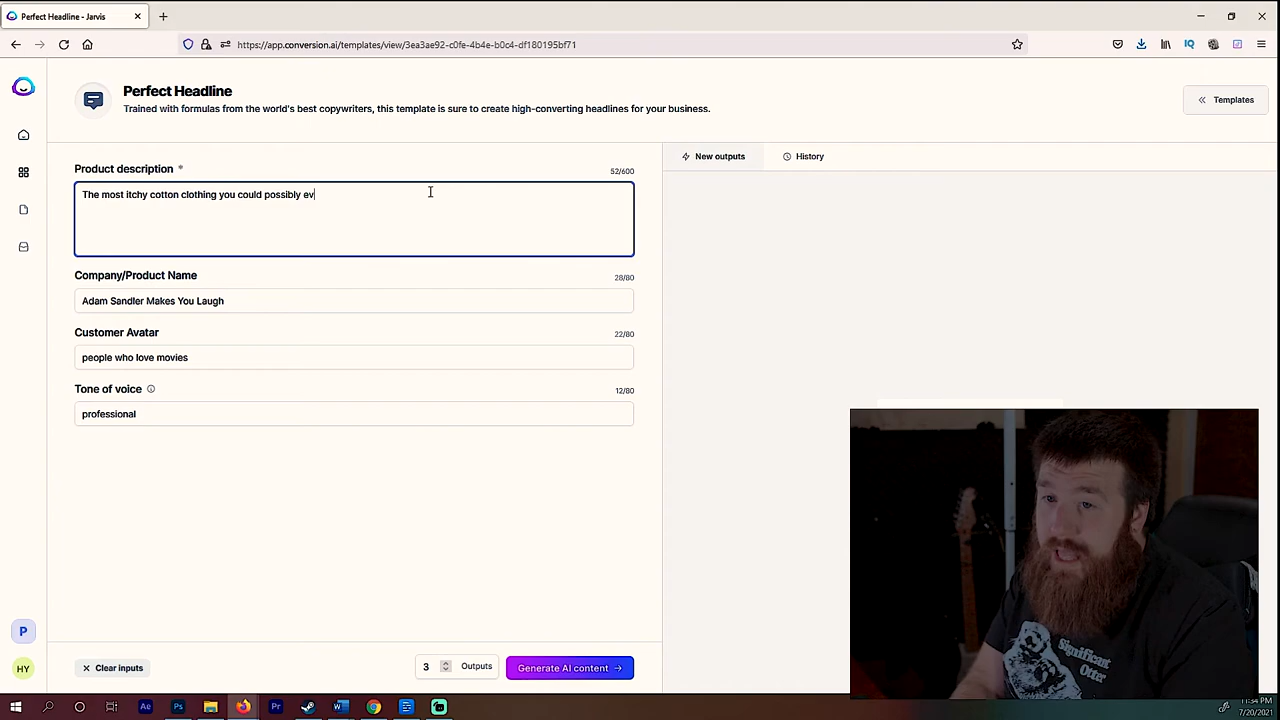 Perfect Headline - Jarvis
https://app.conversion.ai/templates/view/3ea3ae92-c0fe-4b4e-b0c4-df180195bf71
Perfect Headline
Trained with formulas from the world's best copywriters, this template is sure to create high-converting headlines for your business.
Templates
Product description *
52/600
The most itchy cotton clothing you could possibly ev
Company/Product Name
28/80
Adam Sandler Makes You Laugh
Customer Avatar
22/80
people who love movies
Tone of voice
12/80
professional
New outputs
History
Clear inputs
3 Outputs
Generate AI content
P
HY
Significant
Otter
11:34 PM
7/20/2021